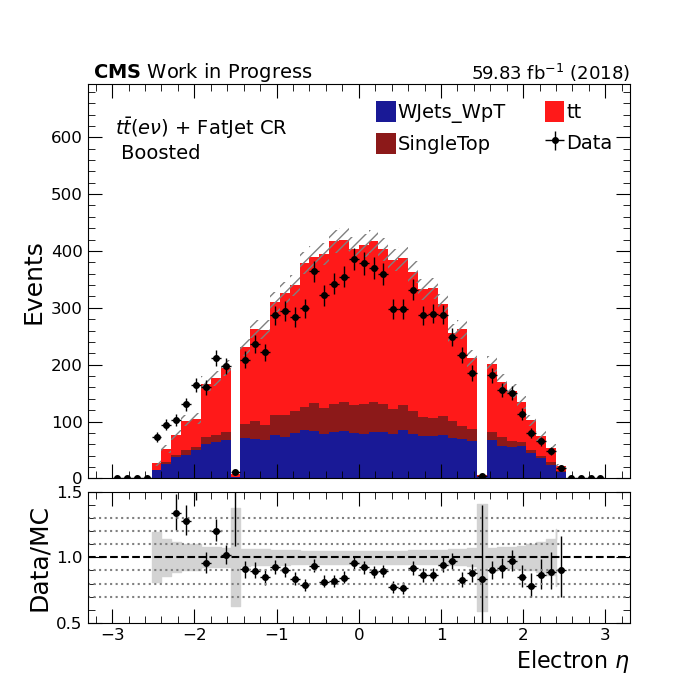 CMS Work in Progress 59.83 fb⁻¹ (2018)
tt̄(eν) + FatJet CR
Boosted
WJets_WpT tt
SingleTop Data
Events
600
500
400
300
200
100
0
Data/MC
1.5
1.0
0.5
−3 −2 −1 0 1 2 3
Electron η